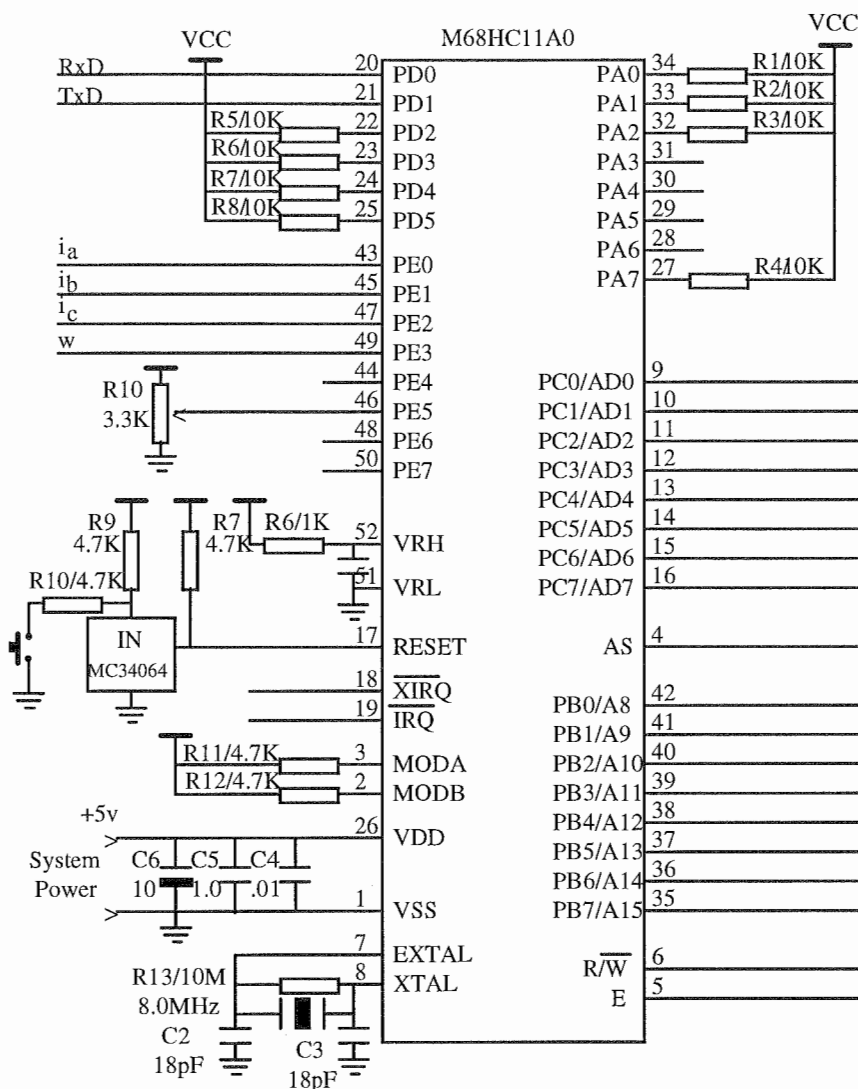 VCC
M68HC11A0
VCC
RxD
20
PD0
TxD
21
PD1
R5/10K
22
PD2
R6/10K
23
PD3
R7/10K
24
PD4
R8/10K
25
PD5
PA0
34
R1/10K
PA1
33
R2/10K
PA2
32
R3/10K
PA3
31
PA4
30
PA5
29
PA6
28
PA7
27
R4/10K
ia
43
PE0
ib
45
PE1
ic
47
PE2
w
49
PE3
44
PE4
R10
3.3K
46
PE5
48
PE6
50
PE7
PC0/AD0
9
PC1/AD1
10
PC2/AD2
11
PC3/AD3
12
PC4/AD4
13
PC5/AD5
14
PC6/AD6
15
PC7/AD7
16
R9
4.7K
R7
4.7K
R6/1K
52
VRH
51
VRL
R10/4.7K
IN
MC34064
17
RESET
AS
4
18
XIRQ
19
IRQ
R11/4.7K
3
MODA
R12/4.7K
2
MODB
PB0/A8
42
PB1/A9
41
PB2/A10
40
PB3/A11
39
PB4/A12
38
PB5/A13
37
PB6/A14
36
PB7/A15
35
+5v
26
VDD
System
Power
C6
10
C5
1.0
C4
.01
1
VSS
7
EXTAL
R13/10M
8
XTAL
8.0MHz
C2
18pF
C3
18pF
R/W
6
E
5